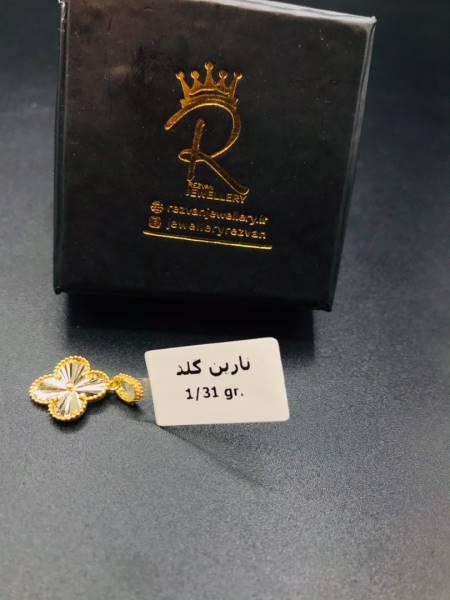 R
REZVAN
JEWELLERY
rezvanjewellery.ir
jewelleryrezvan
نارین گلد
1/31 gr.